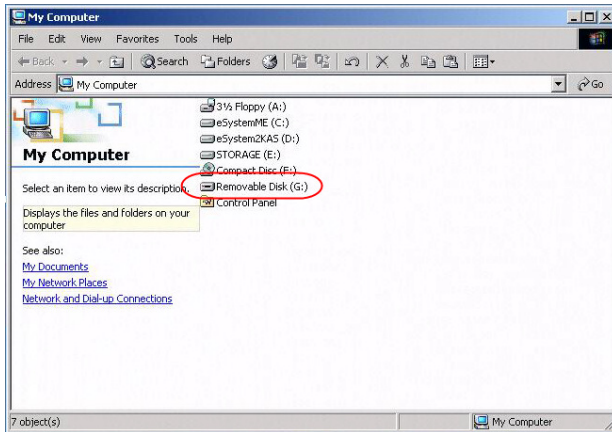 My Computer
File Edit View Favorites Tools Help
Back Search Folders
Address My Computer Go
3½ Floppy (A:)
eSystemME (C:)
eSystem2KAS (D:)
My Computer
STORAGE (E:)
Compact Disc (F:)
Select an item to view its description.
Removable Disk (G:)
Control Panel
Displays the files and folders on your
computer
See also:
My Documents
My Network Places
Network and Dial-up Connections
7 object(s) My Computer